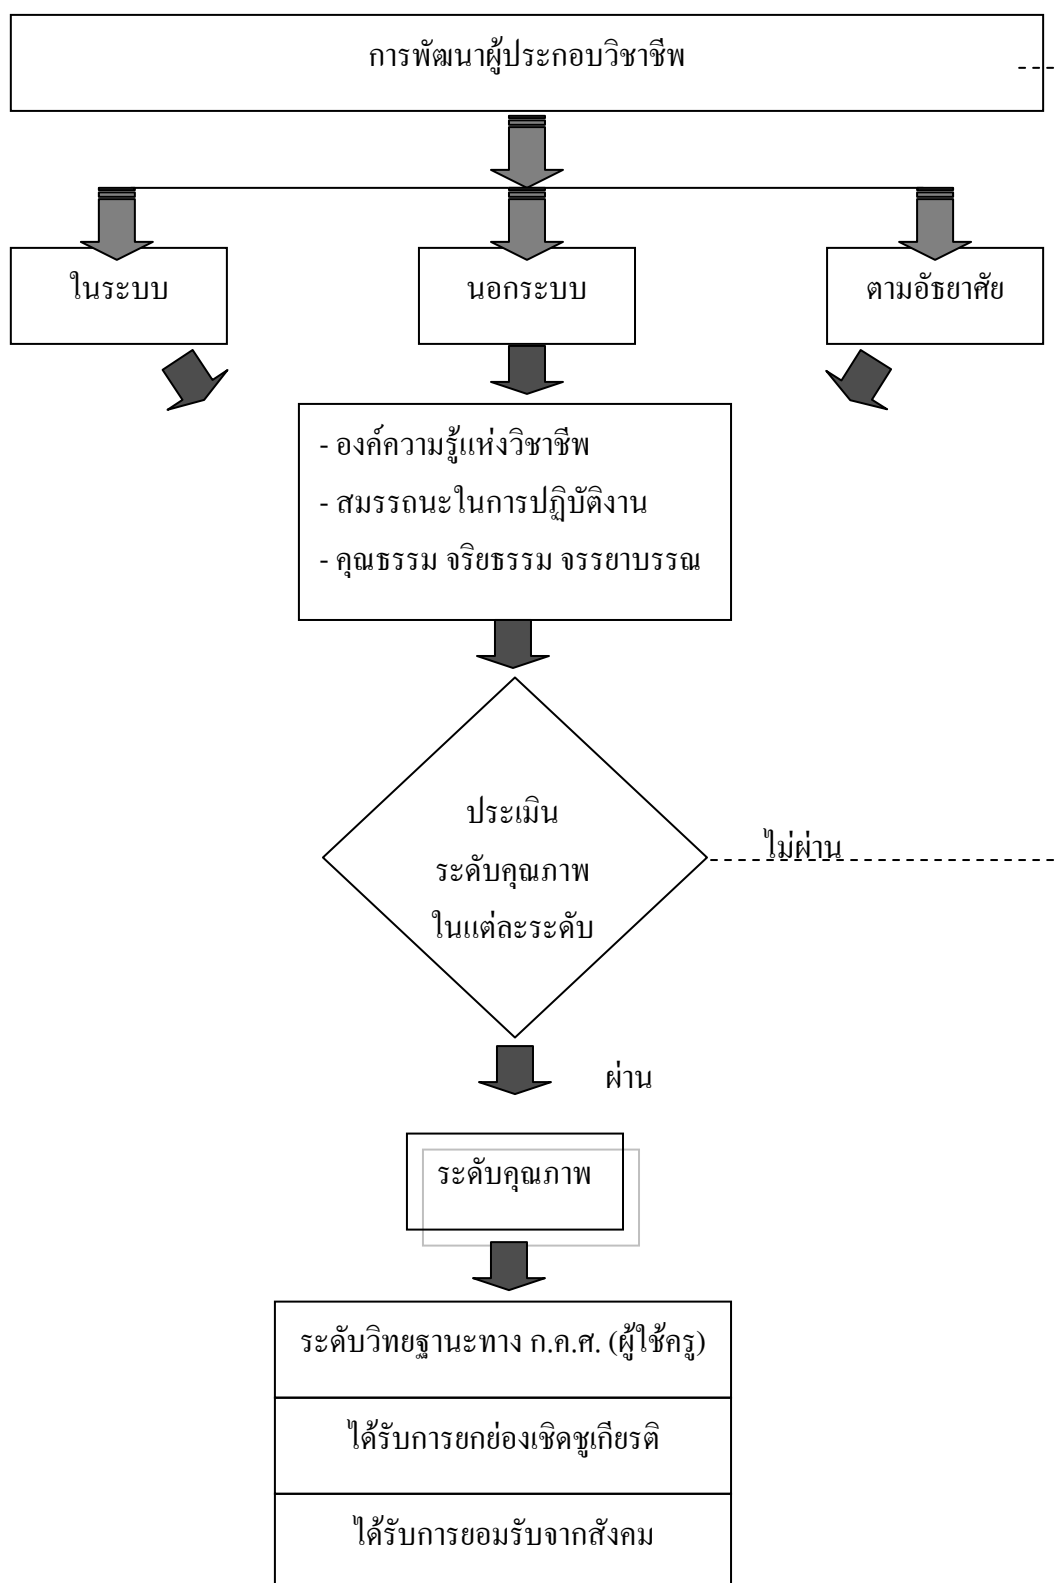 การพัฒนาผู้ประกอบวิชาชีพ
ในระบบ
นอกระบบ
ตามอัธยาศัย
- องค์ความรู้แห่งวิชาชีพ
- สมรรถนะในการปฏิบัติงาน
- คุณธรรม จริยธรรม จรรยาบรรณ
ประเมิน
ระดับคุณภาพ
ในแต่ละระดับ
ไม่ผ่าน
ผ่าน
ระดับคุณภาพ
ระดับวิทยฐานะทาง ก.ค.ศ. (ผู้ใช้ครู)
ได้รับการยกย่องเชิดชูเกียรติ
ได้รับการยอมรับจากสังคม